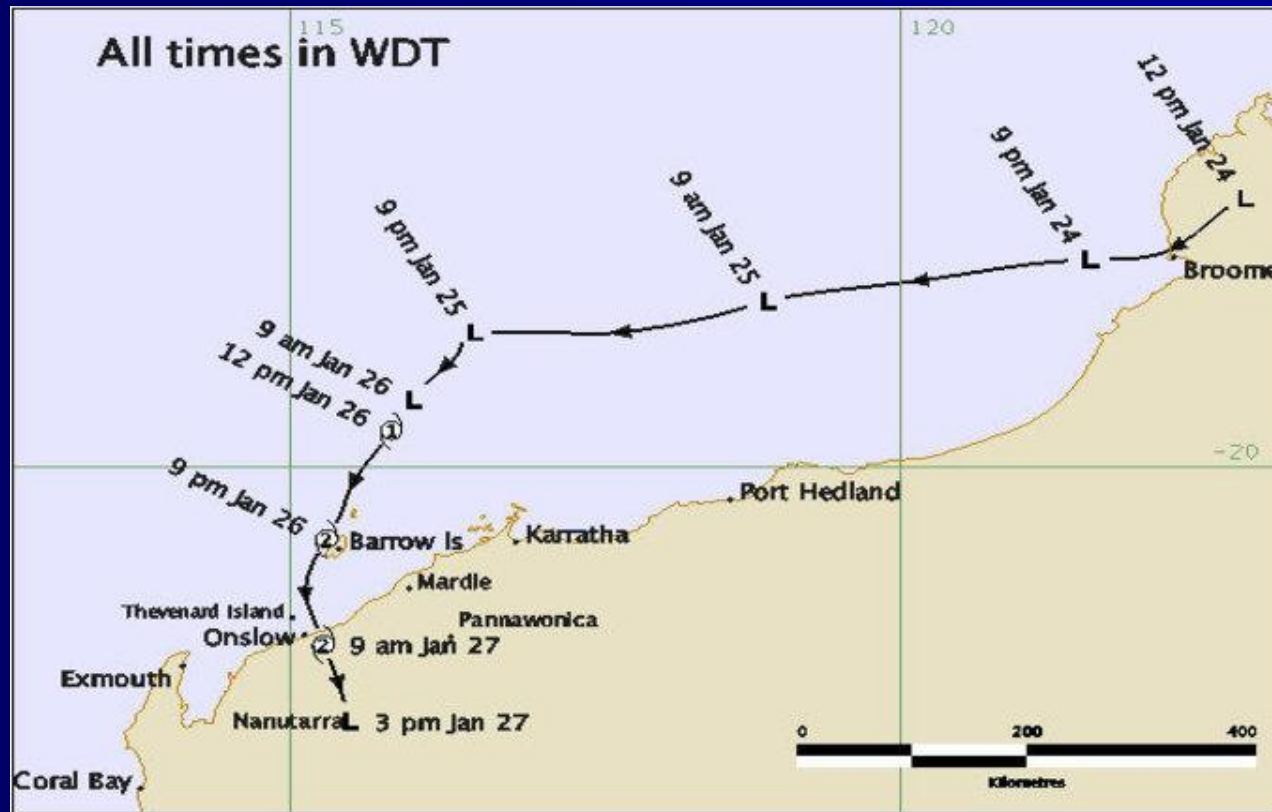 All times in WDT
115
120
12 pm Jan 24
L
9 pm Jan 24
L
Broome
9 am Jan 25
L
9 pm Jan 25
L
9 am Jan 26
L
12 pm Jan 26
1
-20
9 pm Jan 26
2
Barrow Is
Port Hedland
Karratha
Mardie
Thevenard Island
Pannawonica
Onslow
2
9 am Jan 27
Exmouth
Nanutarra
L
3 pm Jan 27
0
200
400
Kilometres
Coral Bay